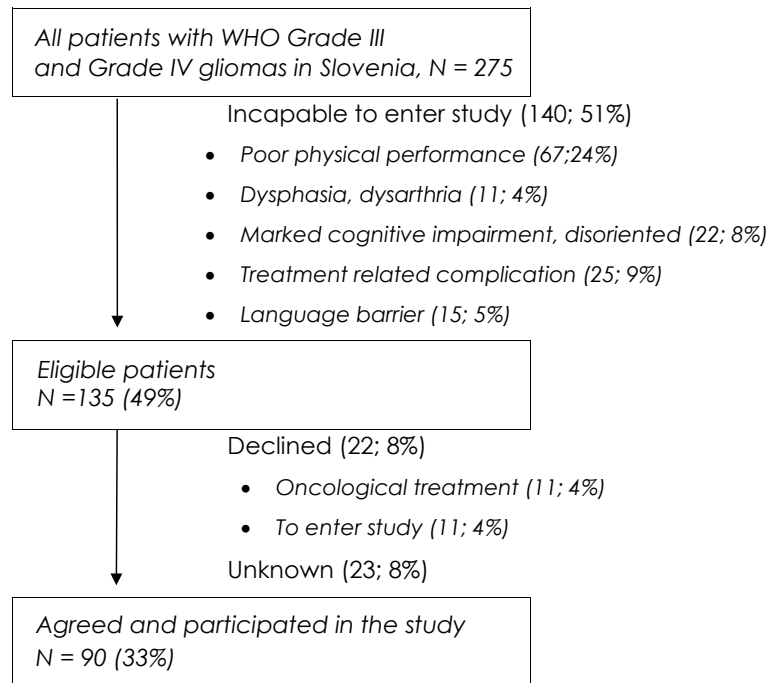 All patients with WHO Grade III
and Grade IV gliomas in Slovenia, N = 275
Incapable to enter study (140; 51%)
• Poor physical performance (67;24%)
• Dysphasia, dysarthria (11; 4%)
• Marked cognitive impairment, disoriented (22; 8%)
• Treatment related complication (25; 9%)
• Language barrier (15; 5%)
Eligible patients
N =135 (49%)
Declined (22; 8%)
• Oncological treatment (11; 4%)
• To enter study (11; 4%)
Unknown (23; 8%)
Agreed and participated in the study
N = 90 (33%)